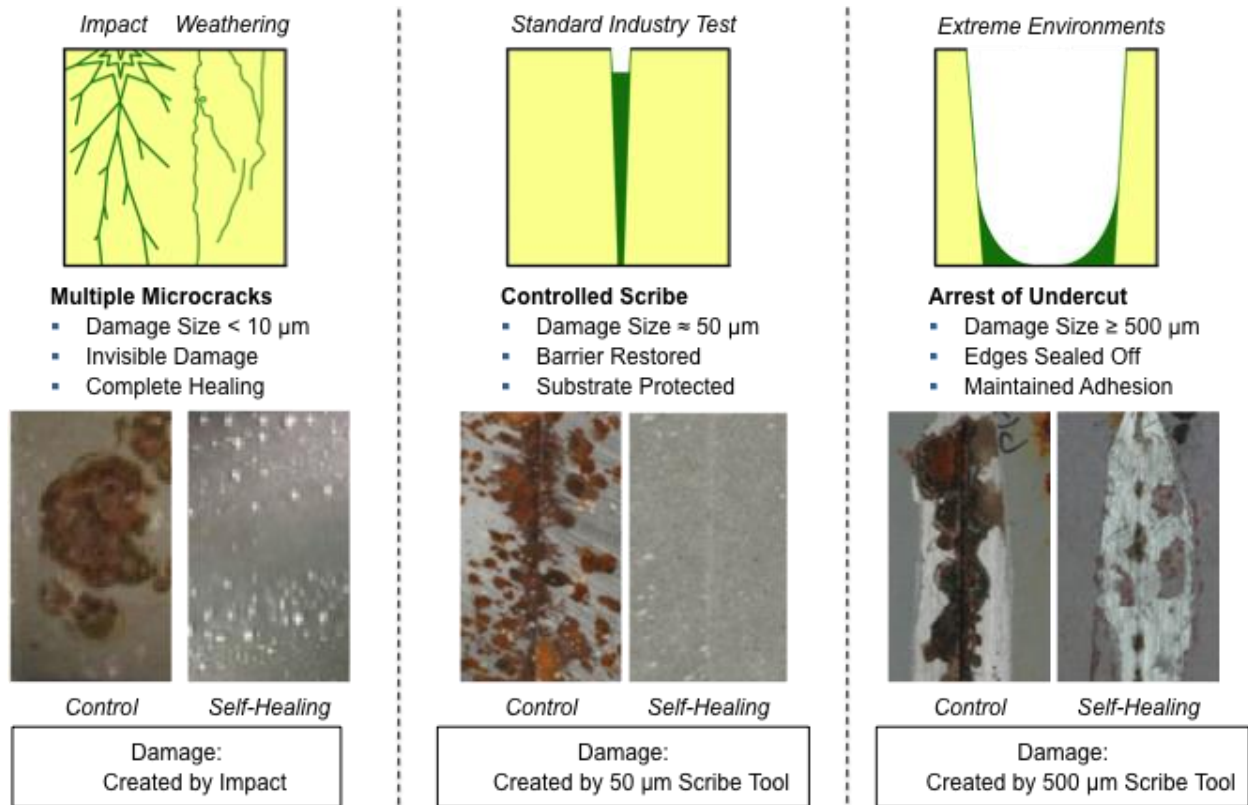 Impact Weathering
Multiple Microcracks
▪ Damage Size < 10 µm
▪ Invisible Damage
▪ Complete Healing
Control Self-Healing
Damage:
Created by Impact
Standard Industry Test
Controlled Scribe
▪ Damage Size ≈ 50 µm
▪ Barrier Restored
▪ Substrate Protected
Control Self-Healing
Damage:
Created by 50 µm Scribe Tool
Extreme Environments
Arrest of Undercut
▪ Damage Size ≥ 500 µm
▪ Edges Sealed Off
▪ Maintained Adhesion
Control Self-Healing
Damage:
Created by 500 µm Scribe Tool